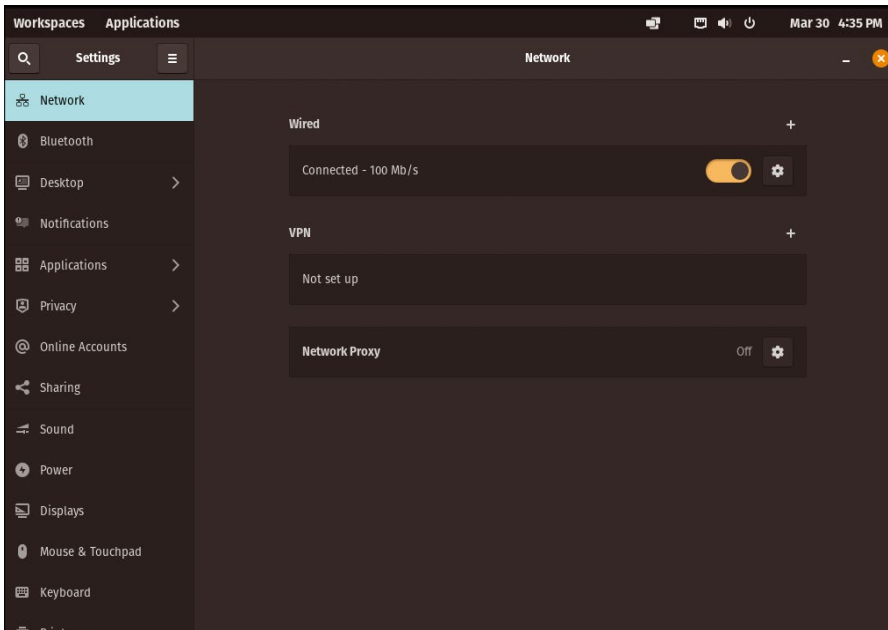 Workspaces Applications Mar 30 4:35 PM
Settings
Network
Network
Bluetooth
Desktop
Notifications
Applications
Privacy
Online Accounts
Sharing
Sound
Power
Displays
Mouse & Touchpad
Keyboard
Wired
Connected - 100 Mb/s
VPN
Not set up
Network Proxy Off